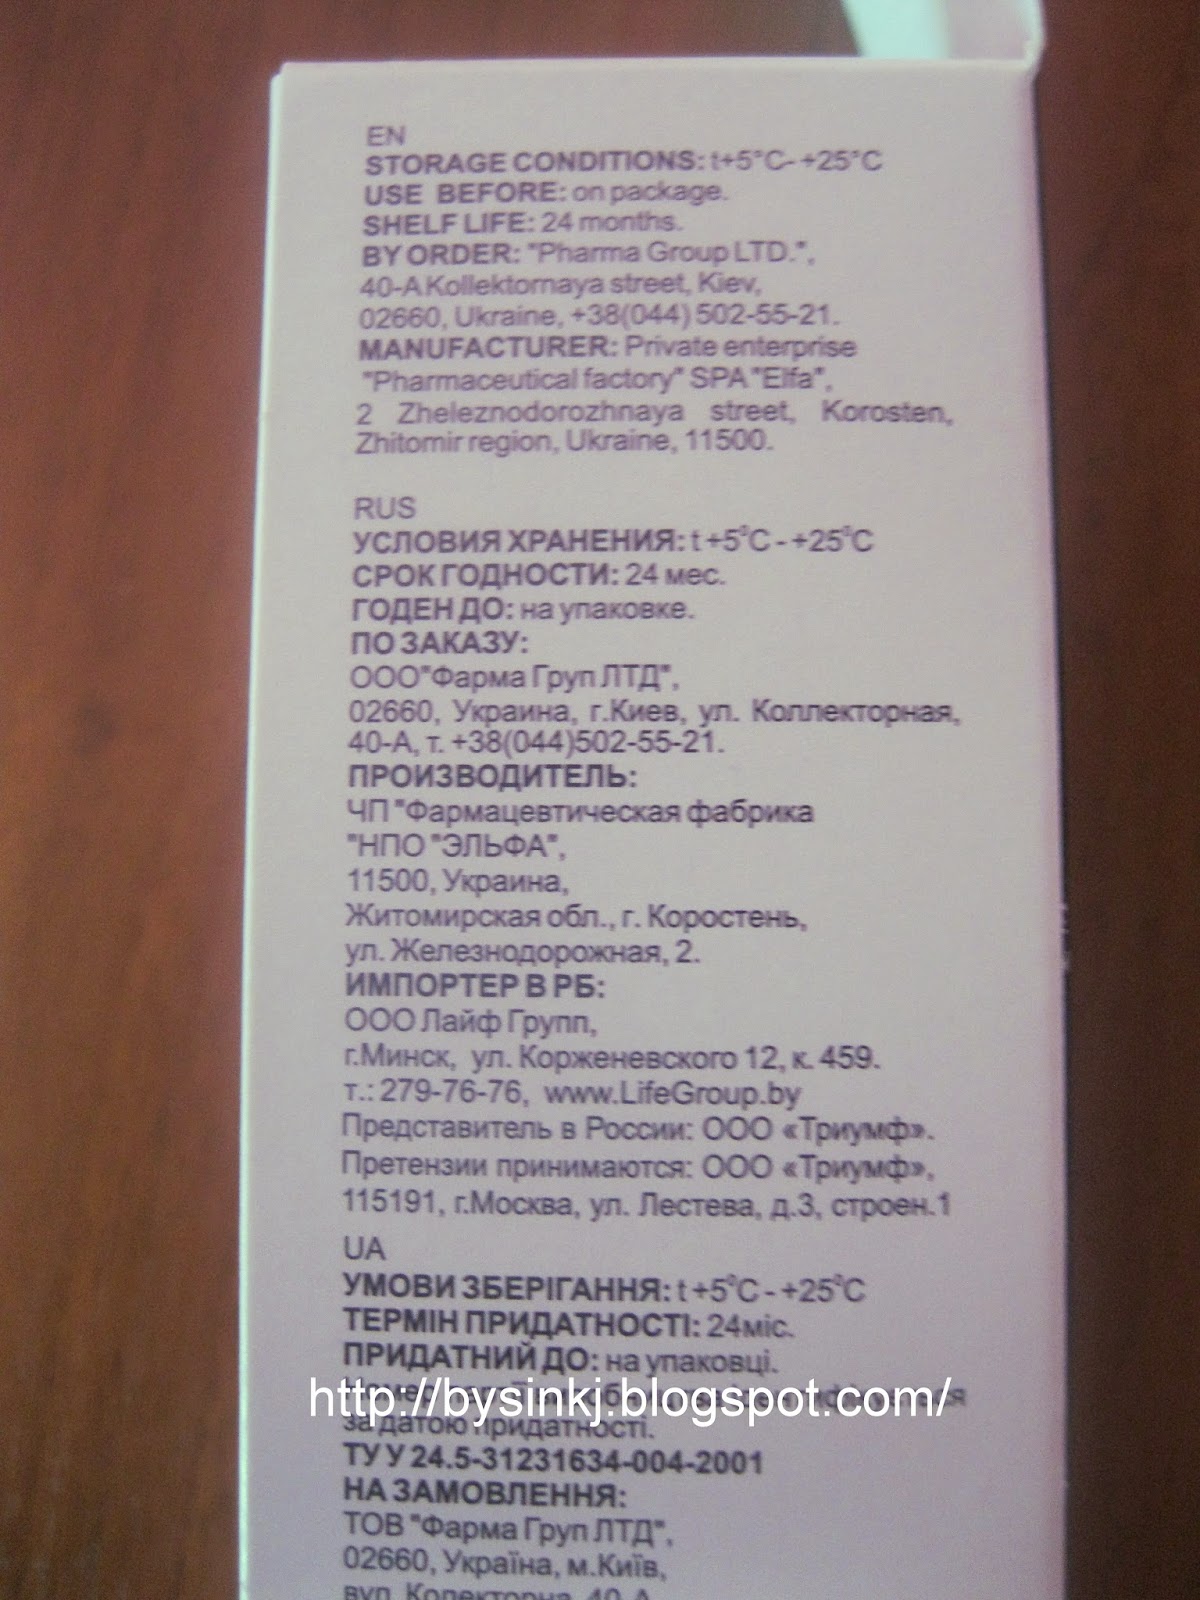 EN
STORAGE CONDITIONS: t+5°C- +25°C
USE BEFORE: on package.
SHELF LIFE: 24 months.
BY ORDER: "Pharma Group LTD.",
40-A Kollektornaya street, Kiev,
02660, Ukraine, +38(044) 502-55-21.
MANUFACTURER: Private enterprise
"Pharmaceutical factory" SPA "Elfa",
2 Zheleznodorozhnaya street, Korosten,
Zhitomir region, Ukraine, 11500.
RUS
УСЛОВИЯ ХРАНЕНИЯ: t +5°C - +25°C
СРОК ГОДНОСТИ: 24 мес.
ГОДЕН ДО: на упаковке.
ПО ЗАКАЗУ:
ООО"Фарма Груп ЛТД",
02660, Украина, г.Киев, ул. Коллекторная,
40-А, т. +38(044)502-55-21.
ПРОИЗВОДИТЕЛЬ:
ЧП "Фармацевтическая фабрика
"НПО "ЭЛЬФА",
11500, Украина,
Житомирская обл., г. Коростень,
ул. Железнодорожная, 2.
ИМПОРТЕР В РБ:
ООО Лайф Групп,
г.Минск, ул. Корженевского 12, к. 459.
т.: 279-76-76, www.LifeGroup.by
Представитель в России: ООО «Триумф».
Претензии принимаются: ООО «Триумф»,
115191, г.Москва, ул. Лестева, д.3, строен.1
UA
УМОВИ ЗБЕРІГАННЯ: t +5°C - +25°C
ТЕРМІН ПРИДАТНОСТІ: 24міс.
ПРИДАТНИЙ ДО: на упаковці.
http://bysinkj.blogspot.com/
за датою придатності.
ТУ У 24.5-31231634-004-2001
НА ЗАМОВЛЕННЯ:
ТОВ "Фарма Груп ЛТД",
02660, Україна, м.Київ,
вул. Колекторна, 40-А